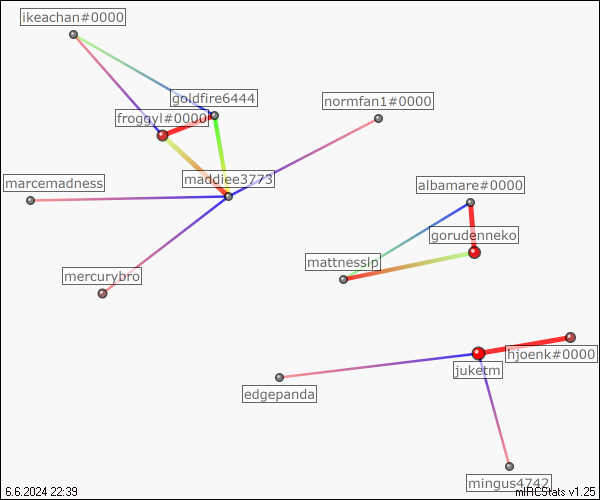 ikeachan#0000
goldfire6444
normfan1#0000
froggyl#0000
maddiee3773
marcemadness
albamare#0000
gorudenneko
mercurybro
mattnesslp
hjoenk#0000
juketm
edgepanda
mingus4742
6.6.2024 22:39
mIRCStats v1.25